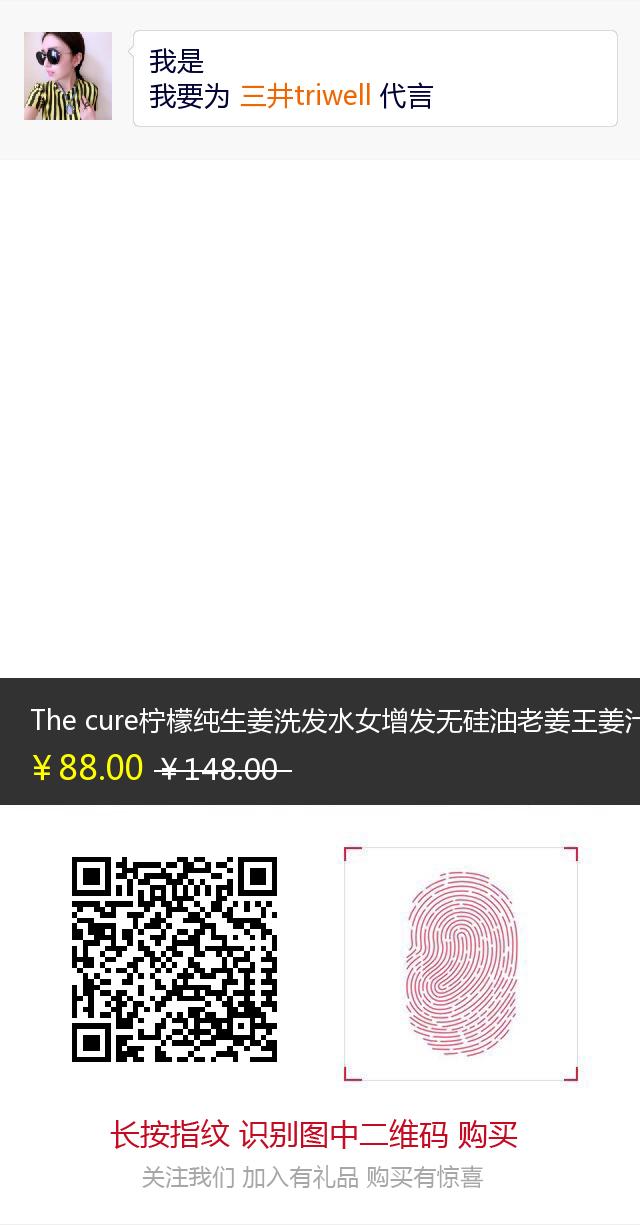 我是
我要为 三井triwell 代言
The cure柠檬纯生姜洗发水女增发无硅油老姜王姜汁
￥88.00 ￥148.00
长按指纹 识别图中二维码 购买
关注我们 加入有礼品 购买有惊喜